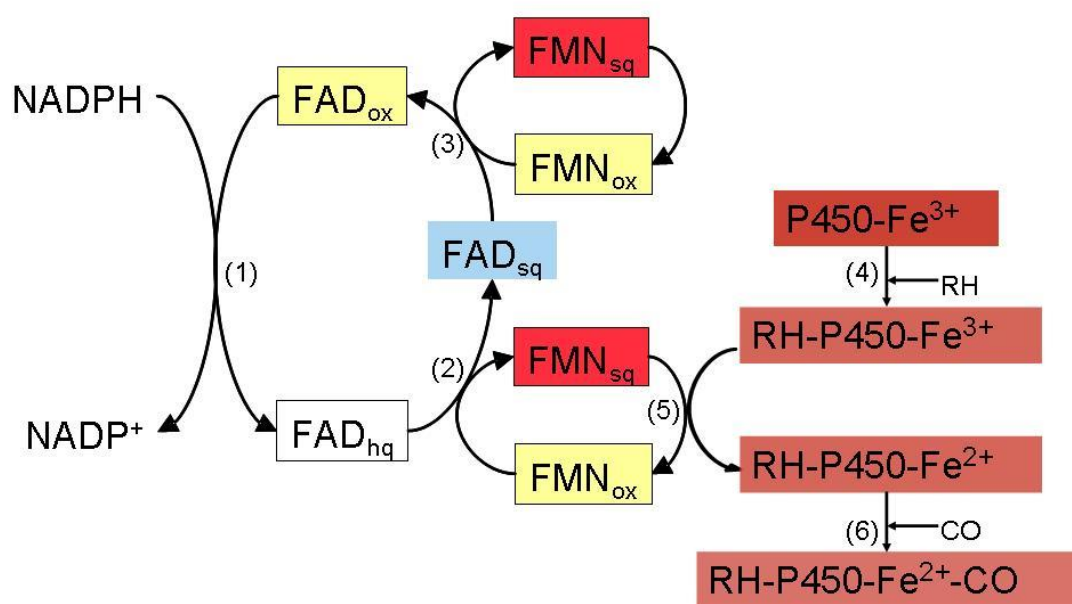 FMNsq
NADPH
FADox
(3)
FMNox
P450-Fe3+
FADsq
(1)
(4)
RH
RH-P450-Fe3+
FMNsq
(2)
(5)
NADP+
FADhq
FMNox
RH-P450-Fe2+
(6)
CO
RH-P450-Fe2+-CO